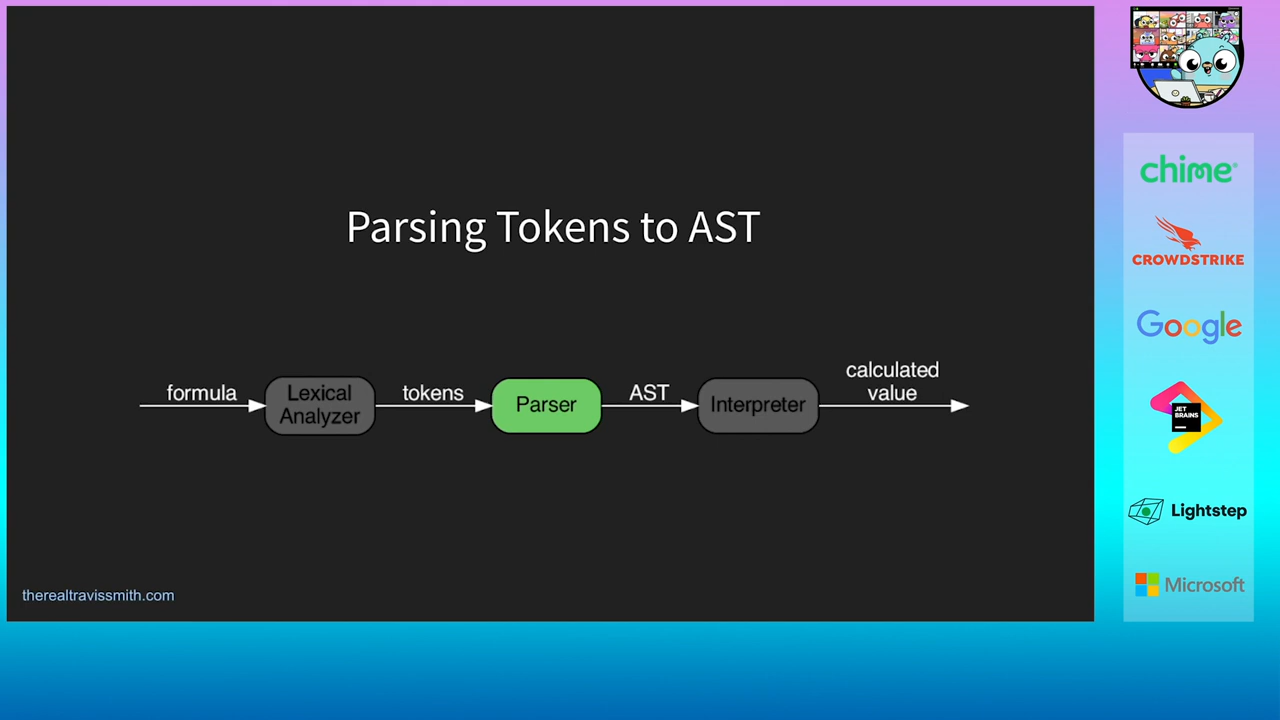 Parsing Tokens to AST
formula
Lexical
Analyzer
tokens
Parser
AST
Interpreter
calculated
value
therealtravissmith.com
chime®
CROWDSTRIKE
Google
JET
BRAINS
Lightstep
Microsoft